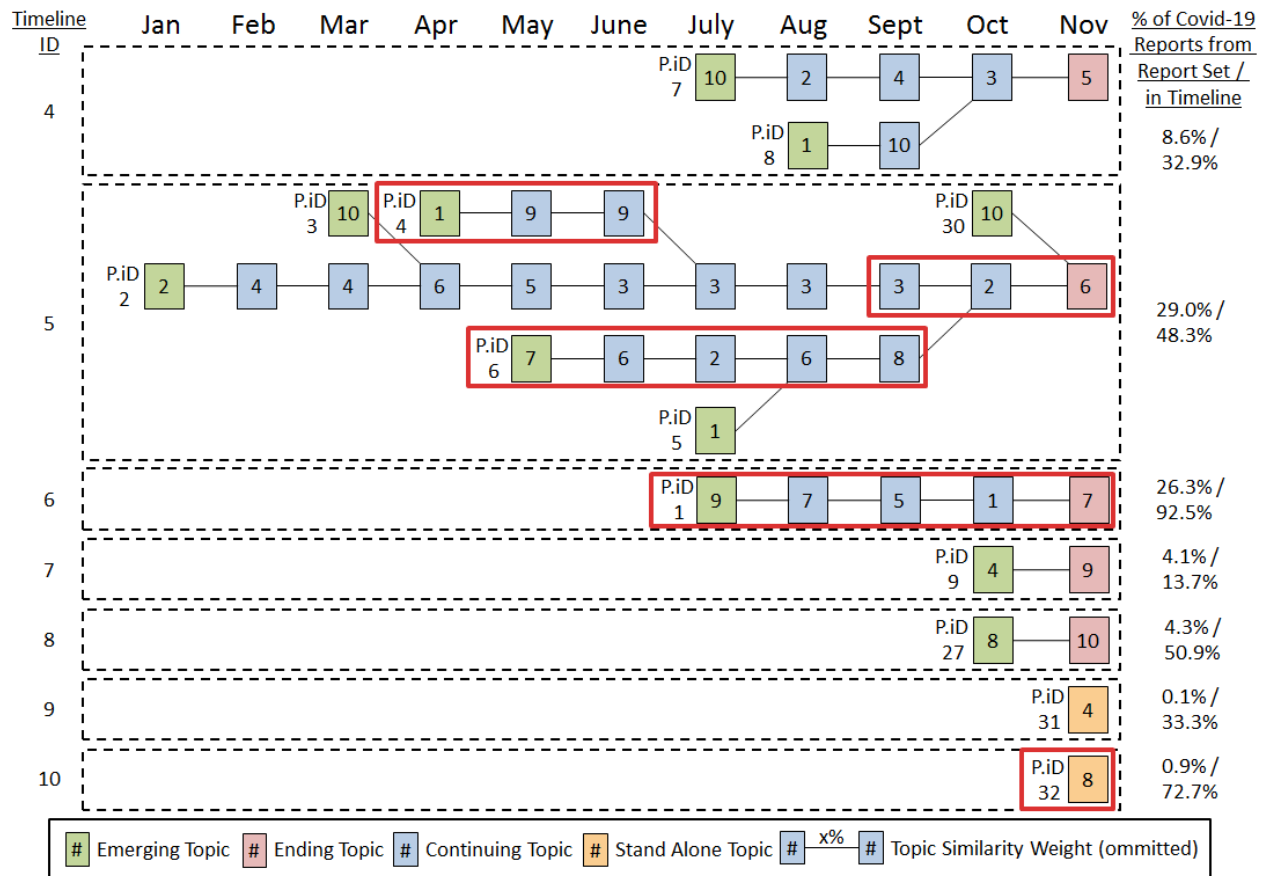 Timeline ID Jan Feb Mar Apr May June July Aug Sept Oct Nov % of Covid-19 Reports from Report Set / in Timeline
4
P.iD 7 10 2 4 3 5
P.iD 8 1 10
8.6% / 32.9%
5
P.iD 3 10 P.iD 4 1 9 9 P.iD 30 10
P.iD 2 2 4 4 6 5 3 3 3 3 2 6
P.iD 6 7 6 2 6 8
P.iD 5 1
29.0% / 48.3%
6 P.iD 1 9 7 5 1 7 26.3% / 92.5%
7 P.iD 9 4 9 4.1% / 13.7%
8 P.iD 27 8 10 4.3% / 50.9%
9 P.iD 31 4 0.1% / 33.3%
10 P.iD 32 8 0.9% / 72.7%
# Emerging Topic # Ending Topic # Continuing Topic # Stand Alone Topic # x% # Topic Similarity Weight (ommitted)